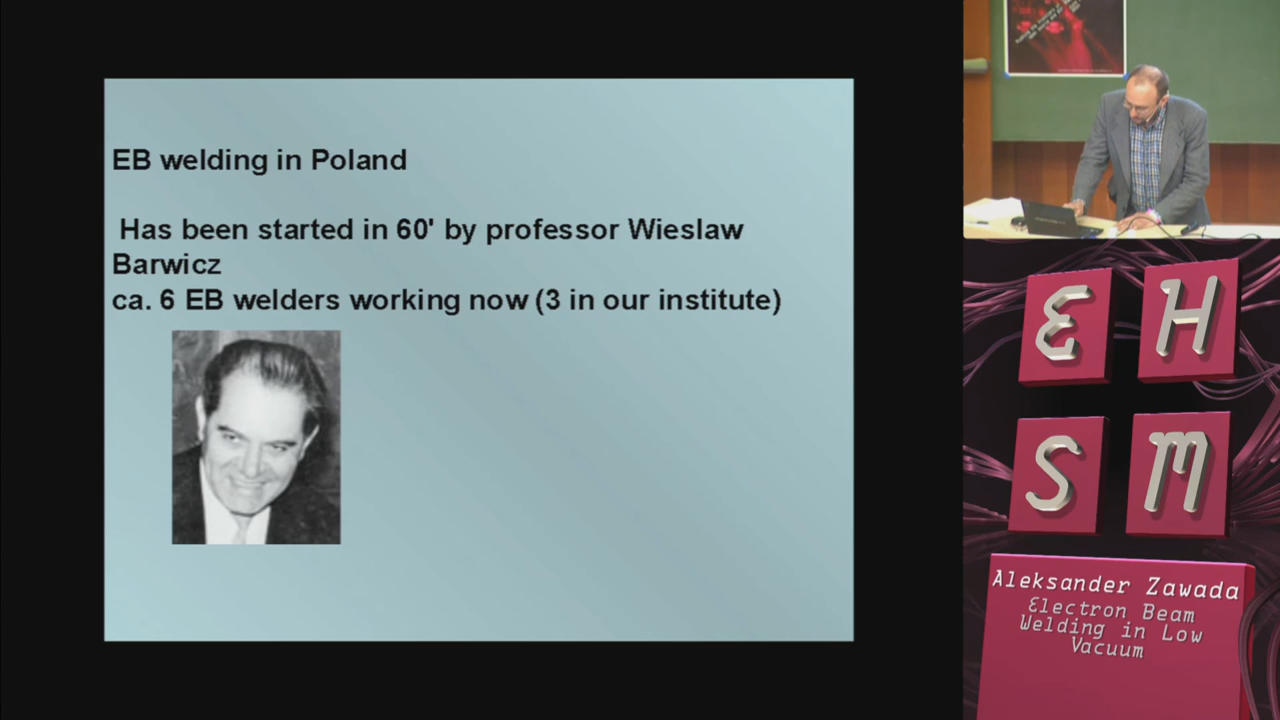 EB welding in Poland
Has been started in 60' by professor Wieslaw
Barwicz
ca. 6 EB welders working now (3 in our institute)
E H
S M
Aleksander Zawada
Electron Beam
Welding in Low
Vacuum